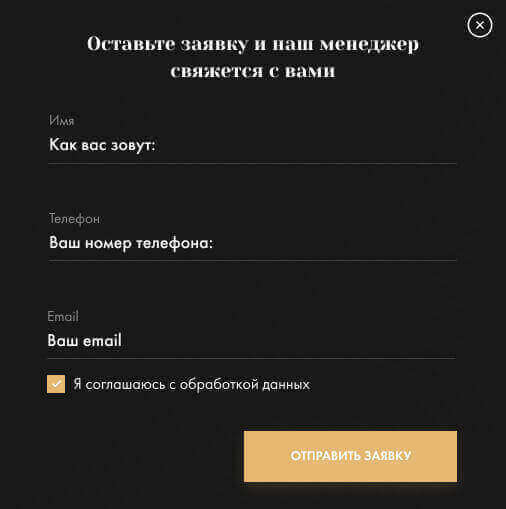 Оставьте заявку и наш менеджер
свяжется с вами
Имя
Как вас зовут:
Телефон
Ваш номер телефона:
Email
Ваш email
Я соглашаюсь с обработкой данных
ОТПРАВИТЬ ЗАЯВКУ